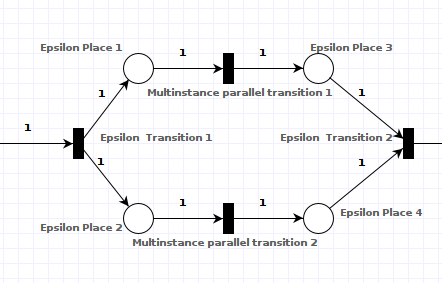 Epsilon Place 1
1
1
Epsilon Place 3
Multinstance parallel transition 1
1
1
1
Epsilon Transition 1
Epsilon Transition 2
1
1
1
1
Epsilon Place 2
Epsilon Place 4
Multinstance parallel transition 2